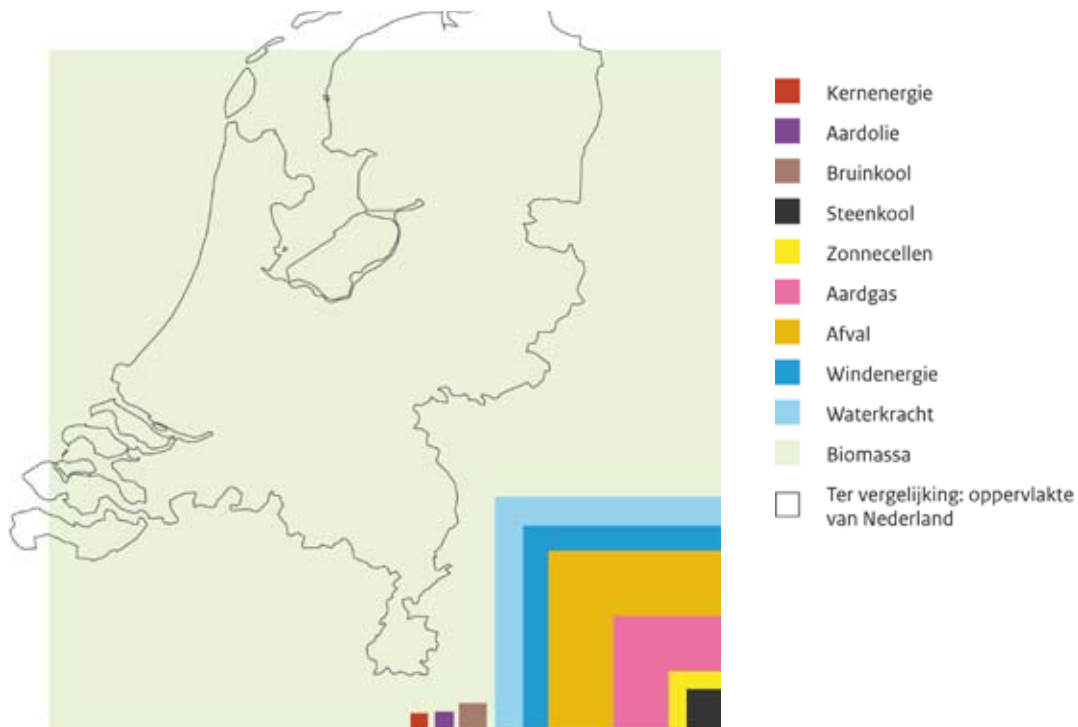 Kernenergie
Aardolie
Bruinkool
Steenkool
Zonnecellen
Aardgas
Afval
Windenergie
Waterkracht
Biomassa
Ter vergelijking: oppervlakte
van Nederland